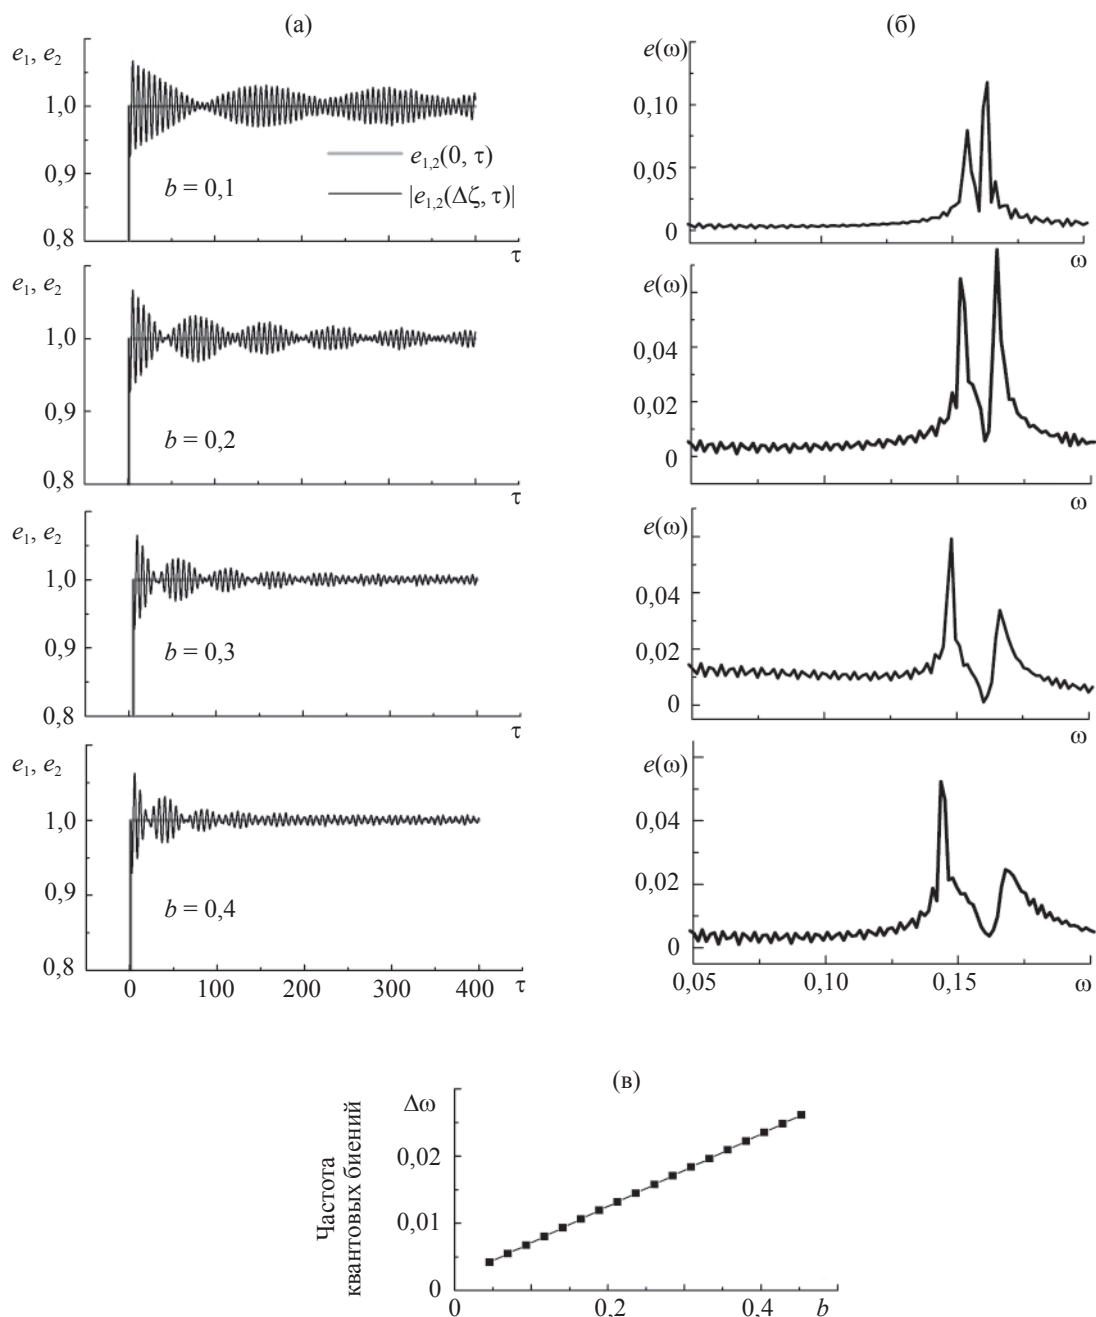 (а)
e1, e2
1,0
0,9
0,8
b = 0,1
e1,2(0, τ)
|e1,2(Δζ, τ)|
τ
e1, e2
1,0
0,9
0,8
b = 0,2
τ
e1, e2
1,0
0,9
0,8
b = 0,3
τ
e1, e2
1,0
0,9
0,8
b = 0,4
0 100 200 300 400 τ
(б)
e(ω)
0,10
0,05
0
ω
e(ω)
0,04
0,02
0
ω
e(ω)
0,04
0,02
0
ω
e(ω)
0,04
0,02
0
0,05 0,10 0,15 ω
(в)
Частота
квантовых биений
Δω
0,02
0,01
0
0 0,2 0,4 b